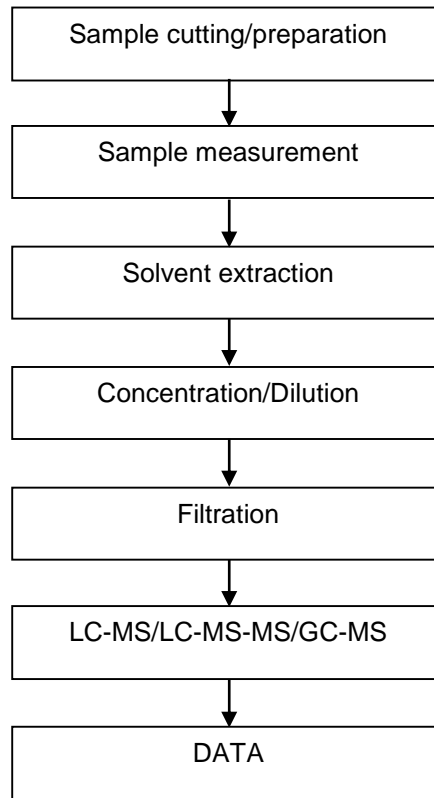 Sample cutting/preparation
Sample measurement
Solvent extraction
Concentration/Dilution
Filtration
LC-MS/LC-MS-MS/GC-MS
DATA